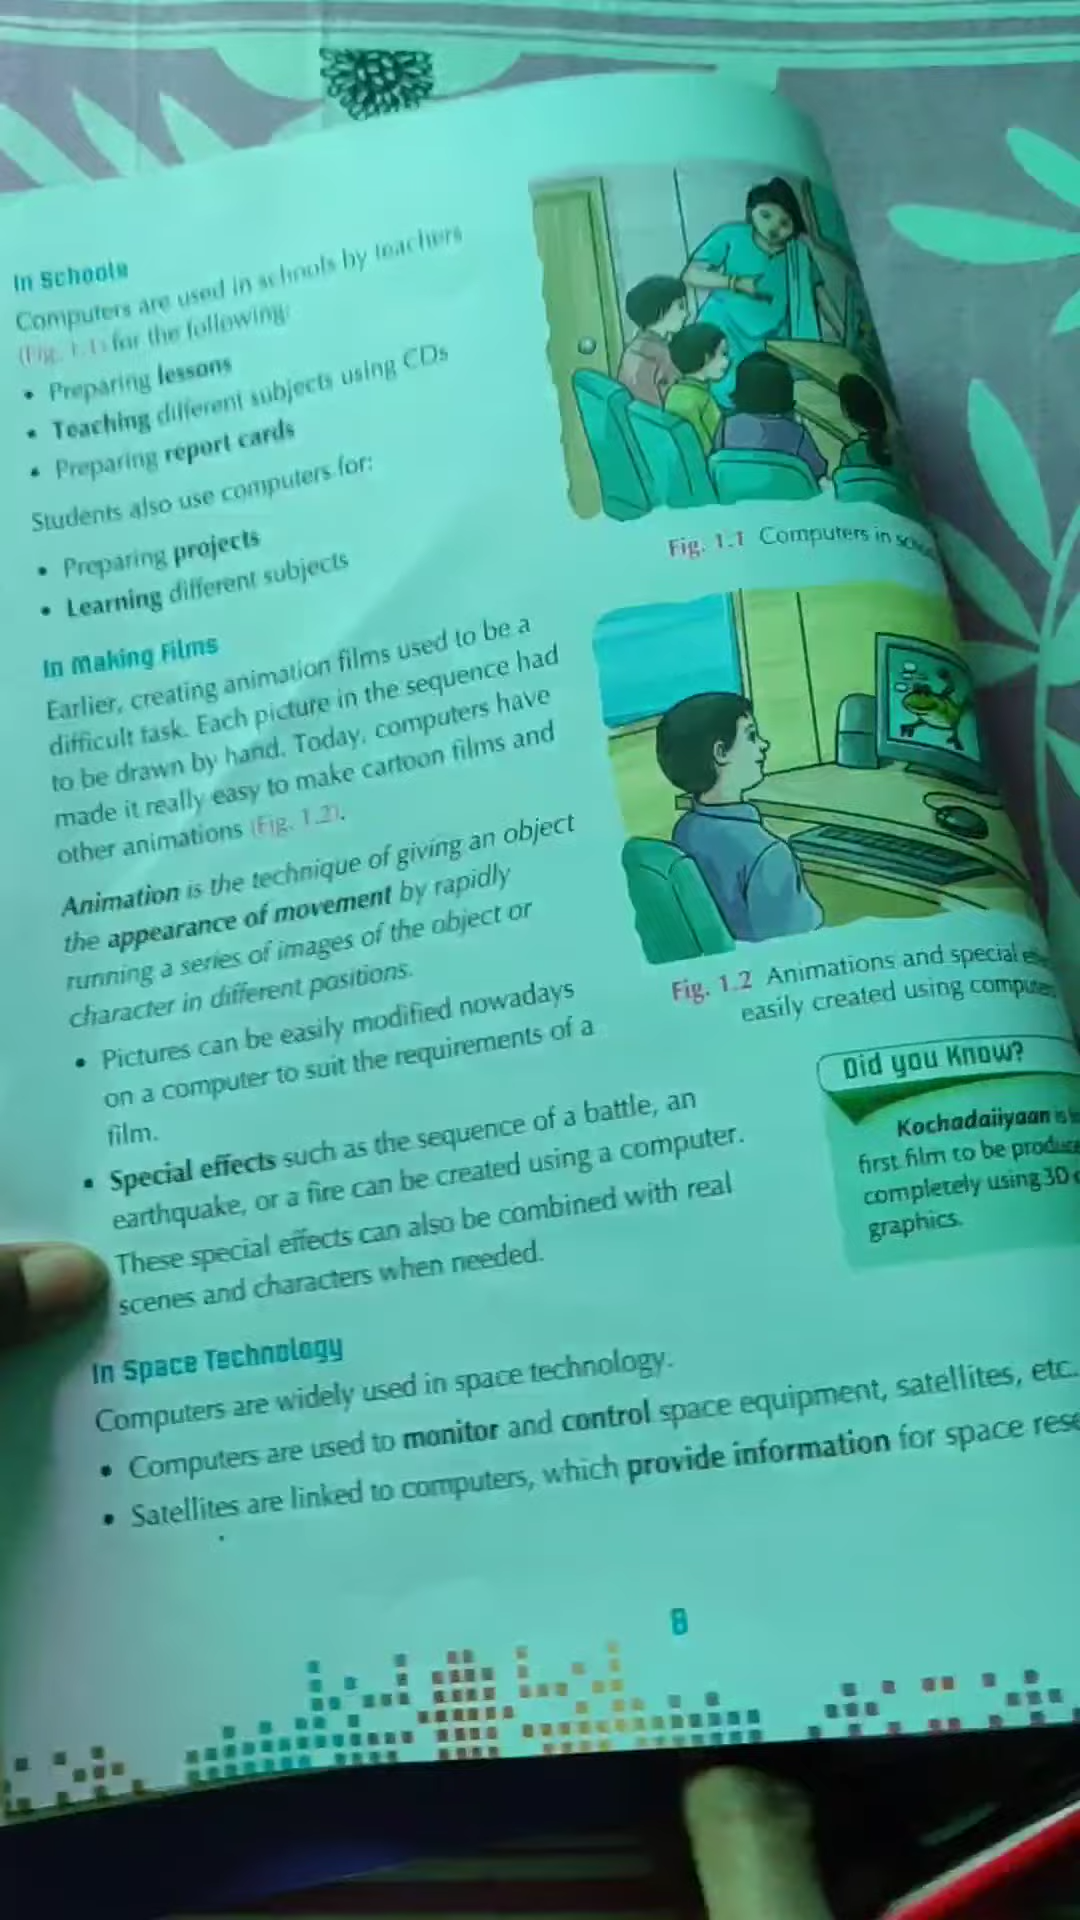 In Schools
Computers are used in schools by teachers
(Fig. 1.1) for the following:
• Preparing lessons
• Teaching different subjects using CDs
• Preparing report cards
Students also use computers for:
• Preparing projects
• Learning different subjects
Fig. 1.1 Computers in
In Making Films
Earlier, creating animation films used to be a
difficult task. Each picture in the sequence had
to be drawn by hand. Today, computers have
made it really easy to make cartoon films and
other animations (Fig. 1.2).
Animation is the technique of giving an object
the appearance of movement by rapidly
running a series of images of the object or
character in different positions.
• Pictures can be easily modified nowadays
on a computer to suit the requirements of a
film.
• Special effects such as the sequence of a battle, an
earthquake, or a fire can be created using a computer.
These special effects can also be combined with real
scenes and characters when needed.
Fig. 1.2 Animations and special
easily created using
Did you Know?
Kochadaiiyaan is
first film to be
completely using 3D
graphics.
In Space Technology
Computers are widely used in space technology.
• Computers are used to monitor and control space equipment, satellites, etc.
• Satellites are linked to computers, which provide information for space
8